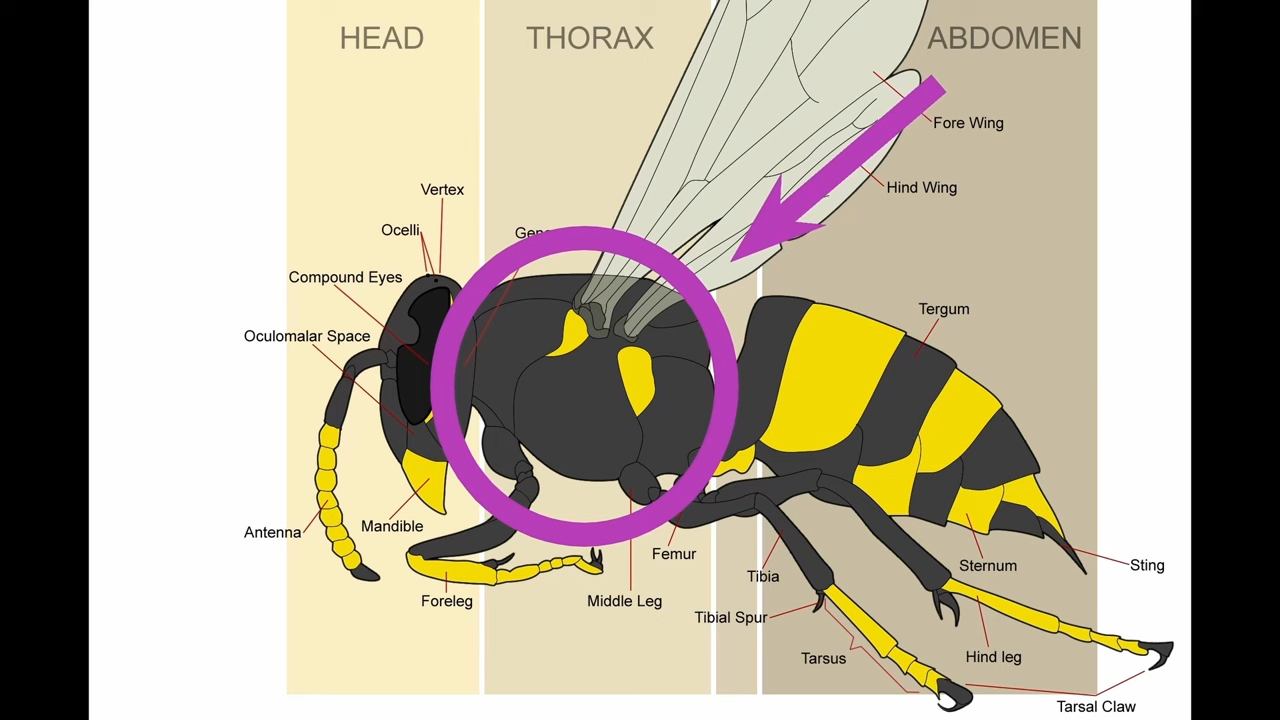 HEAD
THORAX
ABDOMEN
Fore Wing
Hind Wing
Vertex
Ocelli
Compound Eyes
Oculomalar Space
Tergum
Antenna
Mandible
Foreleg
Middle Leg
Femur
Tibia
Tibial Spur
Tarsus
Sternum
Sting
Hind leg
Tarsal Claw